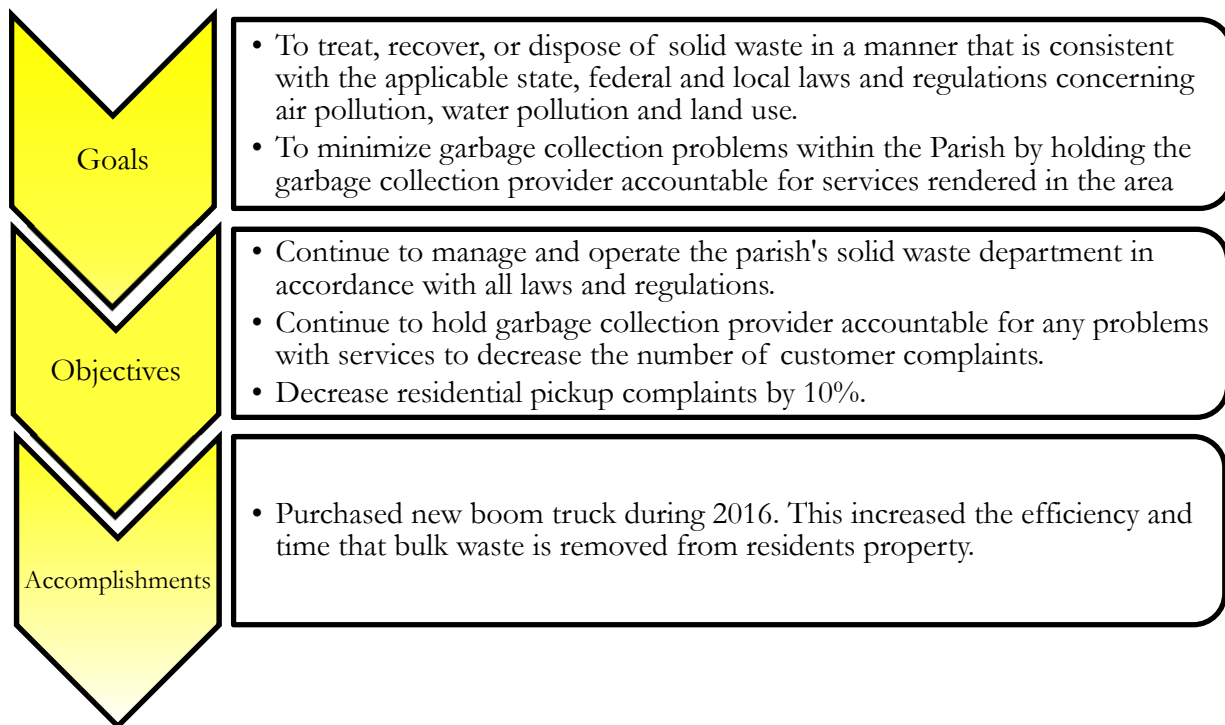 Goals
• To treat, recover, or dispose of solid waste in a manner that is consistent
with the applicable state, federal and local laws and regulations concerning
air pollution, water pollution and land use.
• To minimize garbage collection problems within the Parish by holding the
garbage collection provider accountable for services rendered in the area
Objectives
• Continue to manage and operate the parish's solid waste department in
accordance with all laws and regulations.
• Continue to hold garbage collection provider accountable for any problems
with services to decrease the number of customer complaints.
• Decrease residential pickup complaints by 10%.
Accomplishments
• Purchased new boom truck during 2016. This increased the efficiency and
time that bulk waste is removed from residents property.